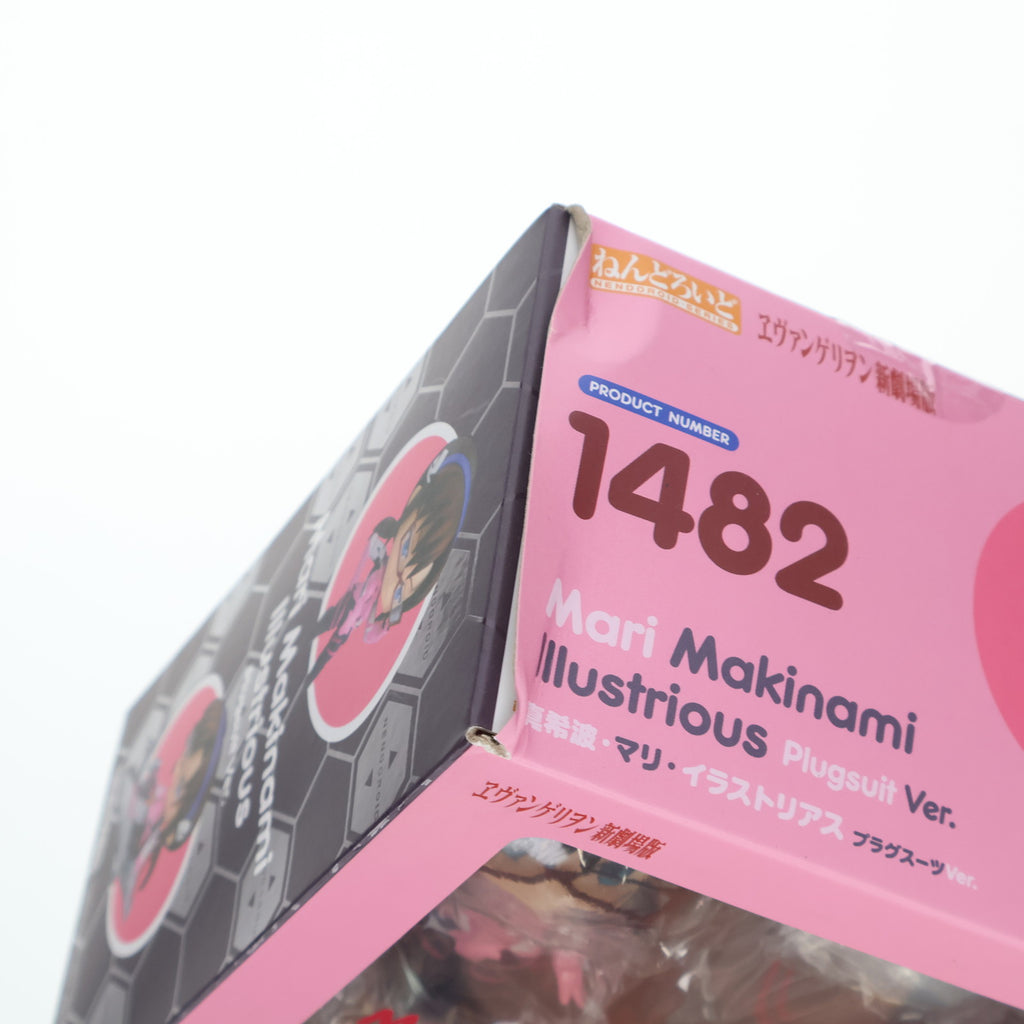 ねんどろいど
NENDOROID・SERIES
ヱヴァンゲリヲン新劇場版
PRODUCT NUMBER
1482
Mari Makinami
Illustrious Plugsuit Ver.
真希波・マリ・イラストリアス プラグスーツVer.
ヱヴァンゲリヲン新劇場版
Mari Makinami
Illustrious
NENDOROID
NENDOROID